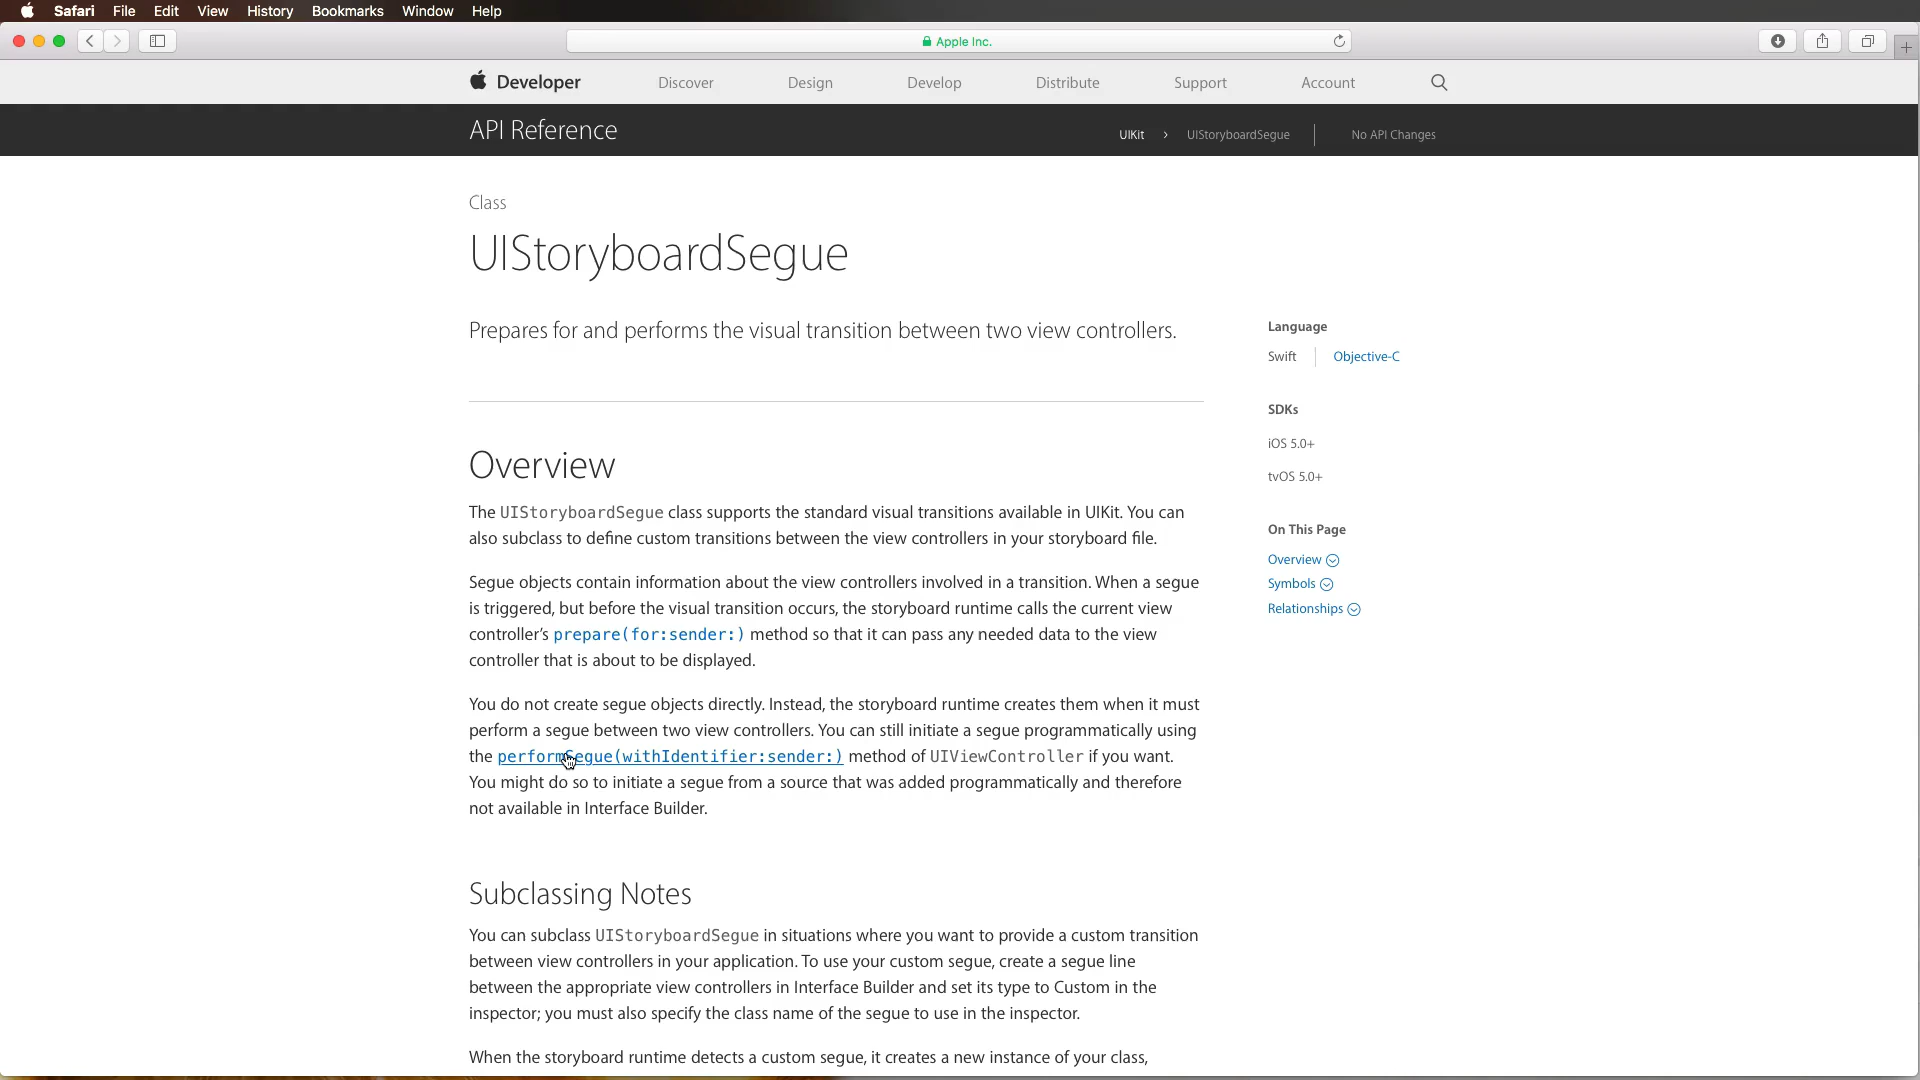 Safari File Edit View History Bookmarks Window Help
Apple Inc.
Developer Discover Design Develop Distribute Support Account
API Reference UIKit › UIStoryboardSegue No API Changes
Class
UIStoryboardSegue
Prepares for and performs the visual transition between two view controllers.
Language
Swift Objective-C
SDKs
iOS 5.0+
tvOS 5.0+
On This Page
Overview
Symbols
Relationships
Overview
The UIStoryboardSegue class supports the standard visual transitions available in UIKit. You can
also subclass to define custom transitions between the view controllers in your storyboard file.
Segue objects contain information about the view controllers involved in a transition. When a segue
is triggered, but before the visual transition occurs, the storyboard runtime calls the current view
controller’s prepare(for:sender:) method so that it can pass any needed data to the view
controller that is about to be displayed.
You do not create segue objects directly. Instead, the storyboard runtime creates them when it must
perform a segue between two view controllers. You can still initiate a segue programmatically using
the performSegue(withIdentifier:sender:) method of UIViewController if you want.
You might do so to initiate a segue from a source that was added programmatically and therefore
not available in Interface Builder.
Subclassing Notes
You can subclass UIStoryboardSegue in situations where you want to provide a custom transition
between view controllers in your application. To use your custom segue, create a segue line
between the appropriate view controllers in Interface Builder and set its type to Custom in the
inspector; you must also specify the class name of the segue to use in the inspector.
When the storyboard runtime detects a custom segue, it creates a new instance of your class,